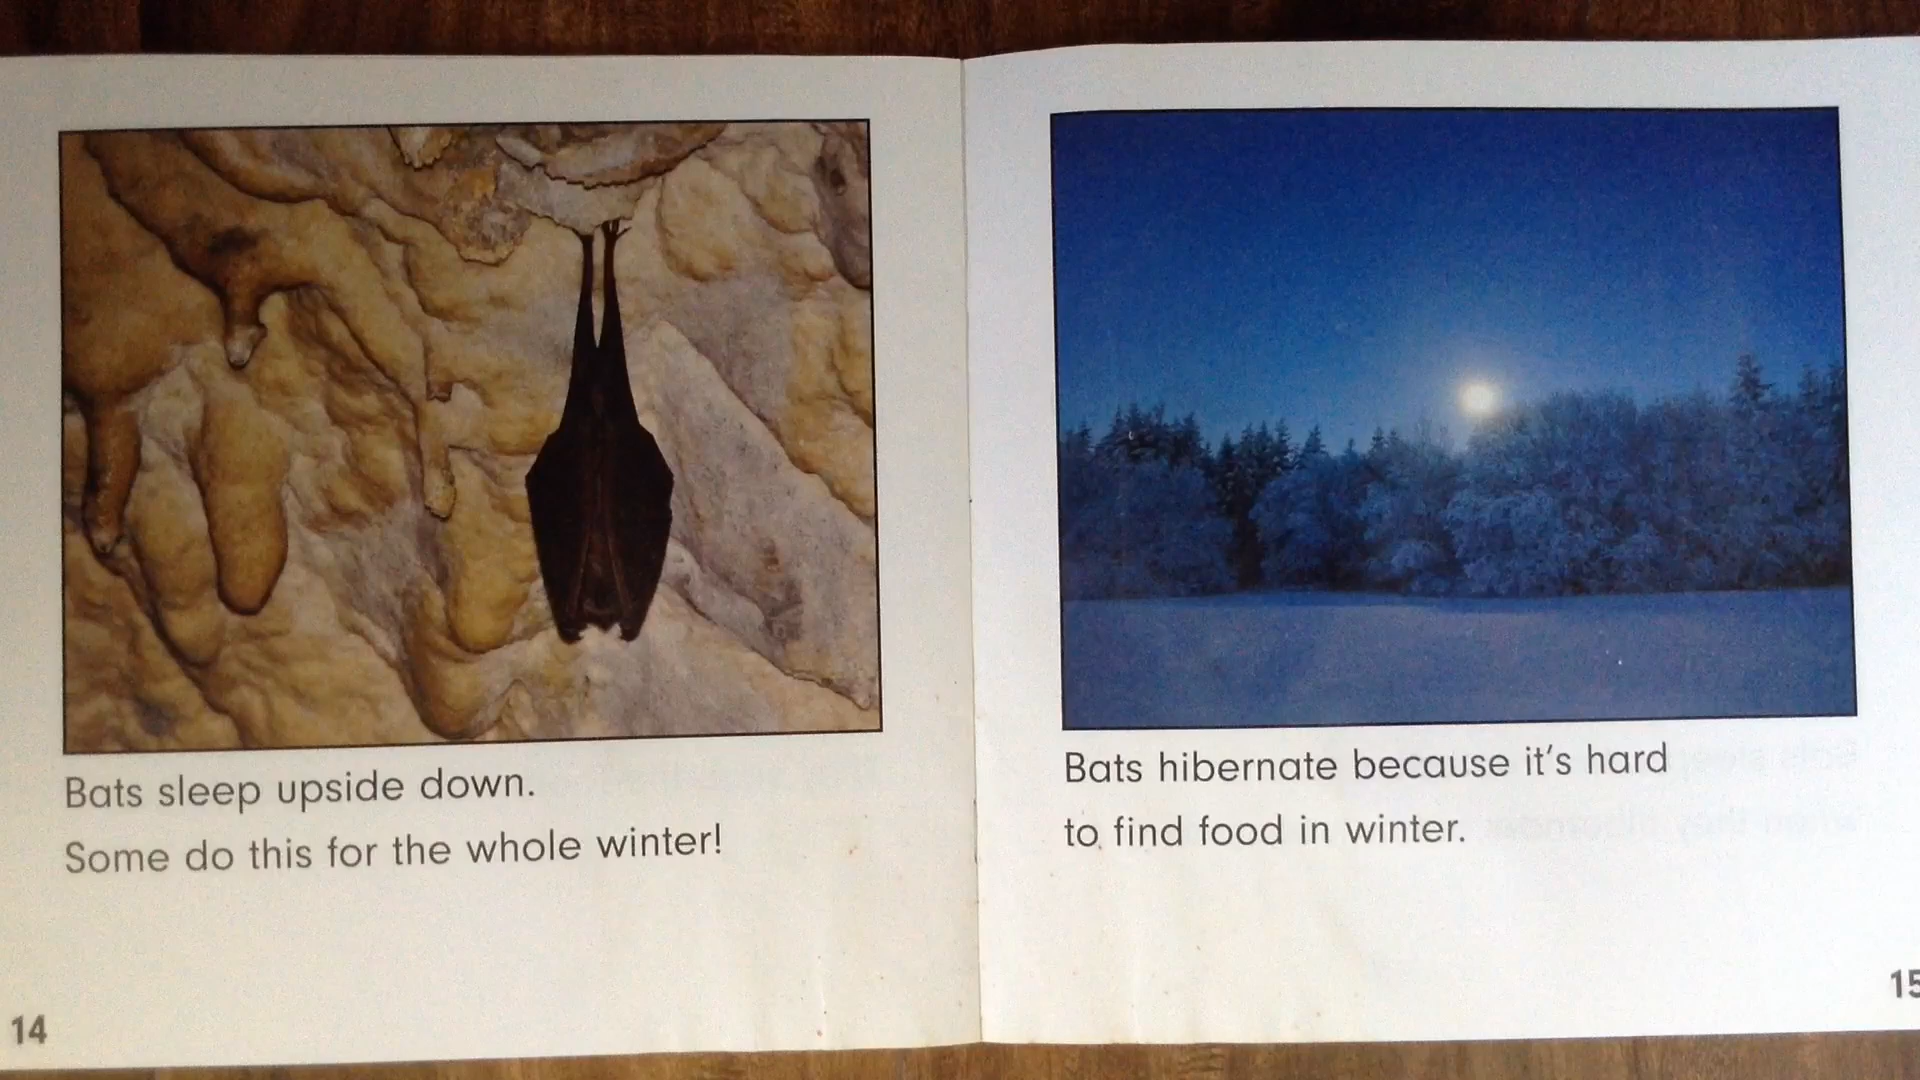 Bats sleep upside down.
Some do this for the whole winter!
14
Bats hibernate because it's hard
to find food in winter.
15